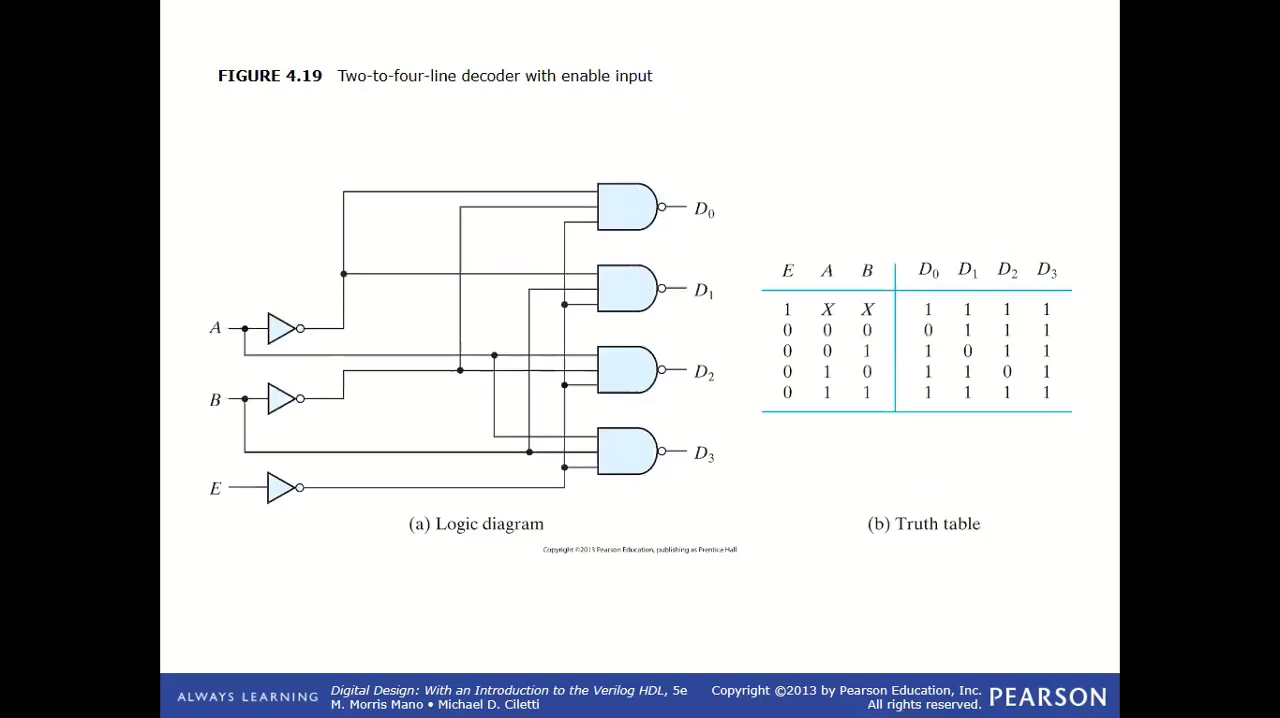 FIGURE 4.19 Two-to-four-line decoder with enable input
D0
D1
A
D2
B
D3
E
(a) Logic diagram
E A B D0 D1 D2 D3
1 X X 1 1 1 1
0 0 0 0 1 1 1
0 0 1 1 0 1 1
0 1 0 1 1 0 1
0 1 1 1 1 1 1
(b) Truth table
Copyright ©2013 Pearson Education, publishing as Prentice Hall
ALWAYS LEARNING
Digital Design: With an Introduction to the Verilog HDL, 5e
M. Morris Mano • Michael D. Ciletti
Copyright ©2013 by Pearson Education, Inc.
All rights reserved.
PEARSON